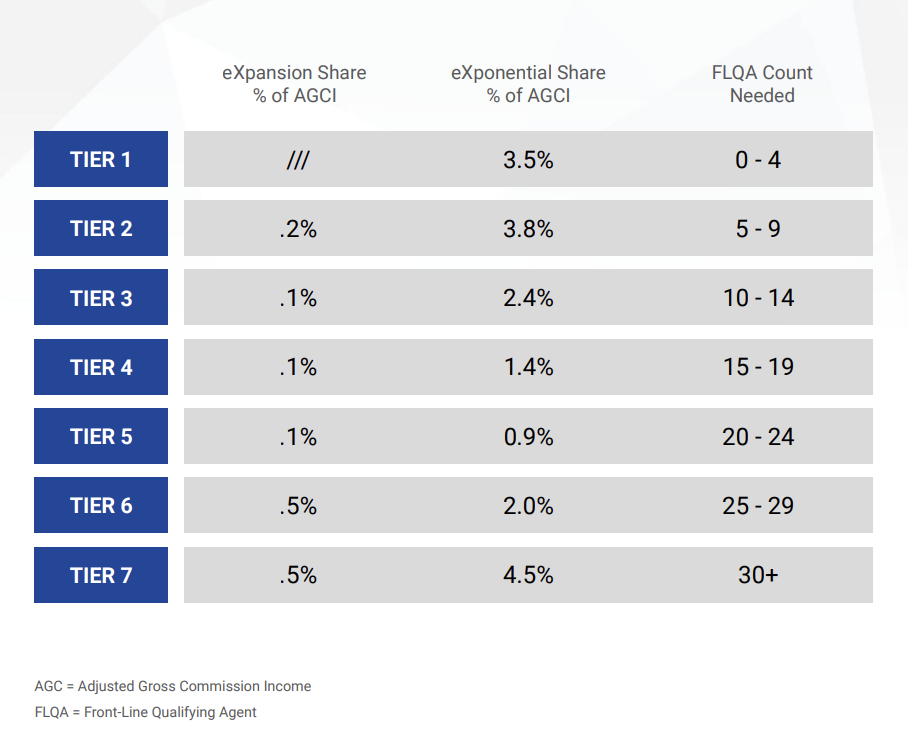 eXpansion Share eXponential Share FLQA Count
% of AGCI % of AGCI Needed
TIER 1 /// 3.5% 0 - 4
TIER 2 .2% 3.8% 5 - 9
TIER 3 .1% 2.4% 10 - 14
TIER 4 .1% 1.4% 15 - 19
TIER 5 .1% 0.9% 20 - 24
TIER 6 .5% 2.0% 25 - 29
TIER 7 .5% 4.5% 30+
AGC = Adjusted Gross Commission Income
FLQA = Front-Line Qualifying Agent